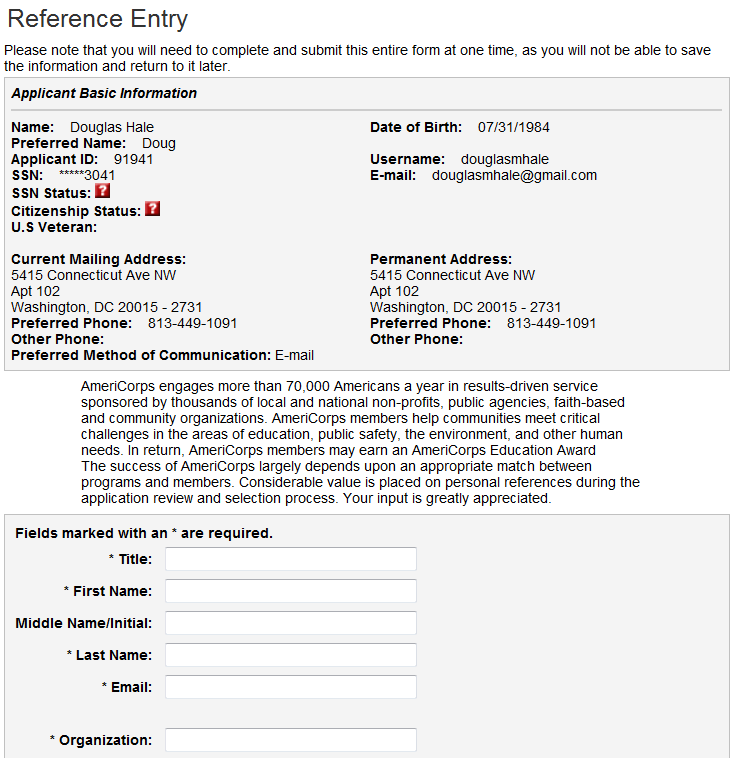 Reference Entry
Please note that you will need to complete and submit this entire form at one time, as you will not be able to save
the information and return to it later.
Applicant Basic Information
Name: Douglas Hale Date of Birth: 07/31/1984
Preferred Name: Doug
Applicant ID: 91941 Username: douglasmhale
SSN: *****3041 E-mail: douglasmhale@gmail.com
SSN Status: ?
Citizenship Status: ?
U.S Veteran:
Current Mailing Address: Permanent Address:
5415 Connecticut Ave NW 5415 Connecticut Ave NW
Apt 102 Apt 102
Washington, DC 20015 - 2731 Washington, DC 20015 - 2731
Preferred Phone: 813-449-1091 Preferred Phone: 813-449-1091
Other Phone: Other Phone:
Preferred Method of Communication: E-mail
AmeriCorps engages more than 70,000 Americans a year in results-driven service
sponsored by thousands of local and national non-profits, public agencies, faith-based
and community organizations. AmeriCorps members help communities meet critical
challenges in the areas of education, public safety, the environment, and other human
needs. In return, AmeriCorps members may earn an AmeriCorps Education Award
The success of AmeriCorps largely depends upon an appropriate match between
programs and members. Considerable value is placed on personal references during the
application review and selection process. Your input is greatly appreciated.
Fields marked with an * are required.
* Title:
* First Name:
Middle Name/Initial:
* Last Name:
* Email:
* Organization: